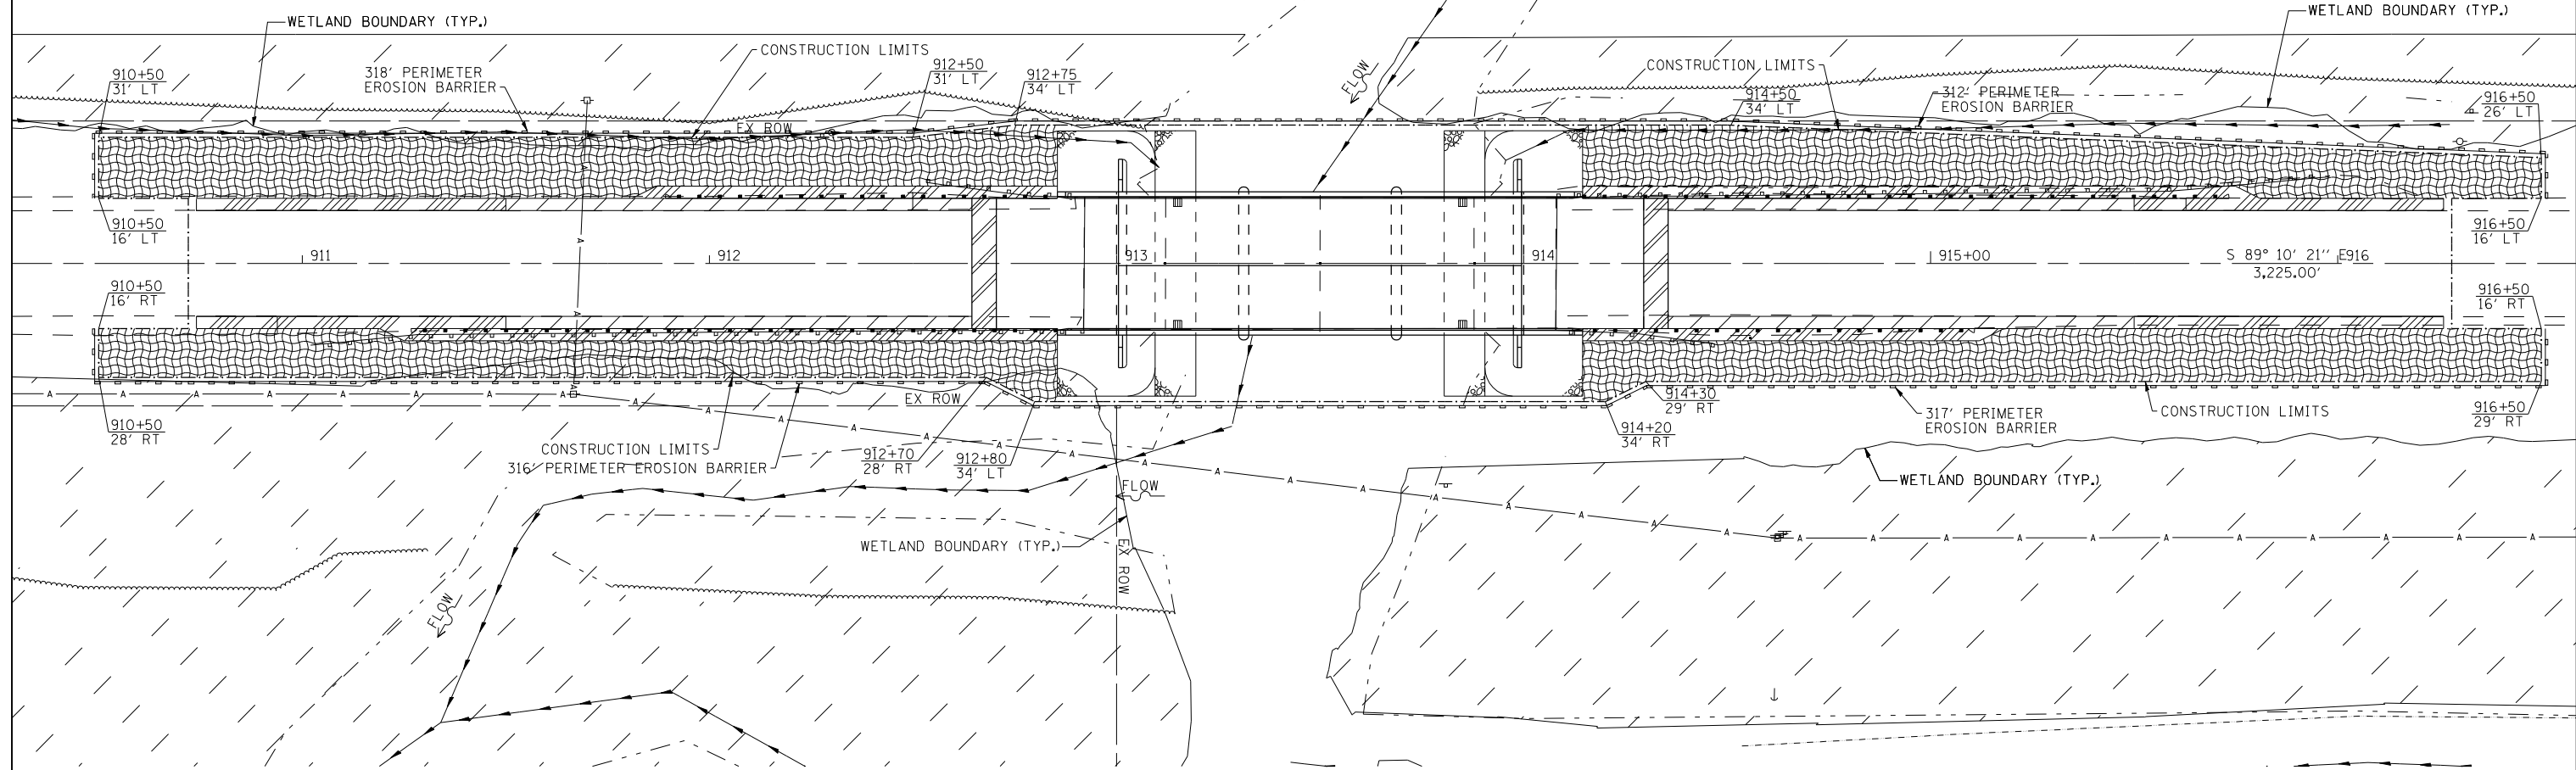 WETLAND BOUNDARY (TYP.)
WETLAND BOUNDARY (TYP.)
CONSTRUCTION LIMITS
318' PERIMETER
EROSION BARRIER
910+50
31' LT
912+50
31' LT
912+75
34' LT
FLOW
CONSTRUCTION LIMITS
914+50
34' LT
312' PERIMETER
EROSION BARRIER
916+50
26' LT
EX ROW
A
910+50
16' LT
916+50
16' LT
A
911
912
913
914
915+00
S 89° 10' 21" E
916
3,225.00'
910+50
16' RT
916+50
16' RT
A
A
A A A A A A A
EX ROW
910+50
28' RT
CONSTRUCTION LIMITS
316' PERIMETER EROSION BARRIER
912+70
28' RT
912+80
34' LT
914+20
34' RT
914+30
29' RT
317' PERIMETER
EROSION BARRIER
CONSTRUCTION LIMITS
916+50
29' RT
A A A A A A A A A A A A A A A A
WETLAND BOUNDARY (TYP.)
FLOW
WETLAND BOUNDARY (TYP.)
EX ROW
A A A A A A A A A A A
FLOW